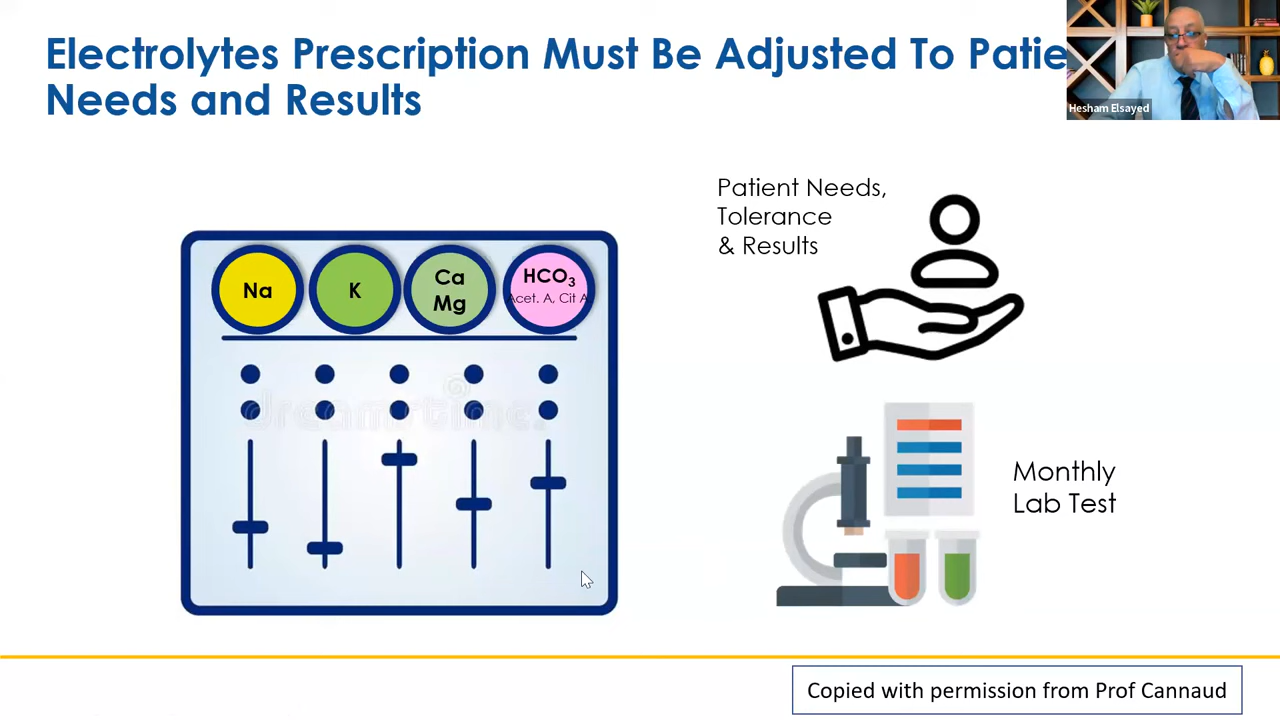 Electrolytes Prescription Must Be Adjusted To Patie
Needs and Results
Hesham Elsayed
Patient Needs,
Tolerance
& Results
Na
K
Ca
Mg
HCO₃
Acet. A, Cit A
dreamstime.
Monthly
Lab Test
Copied with permission from Prof Cannaud